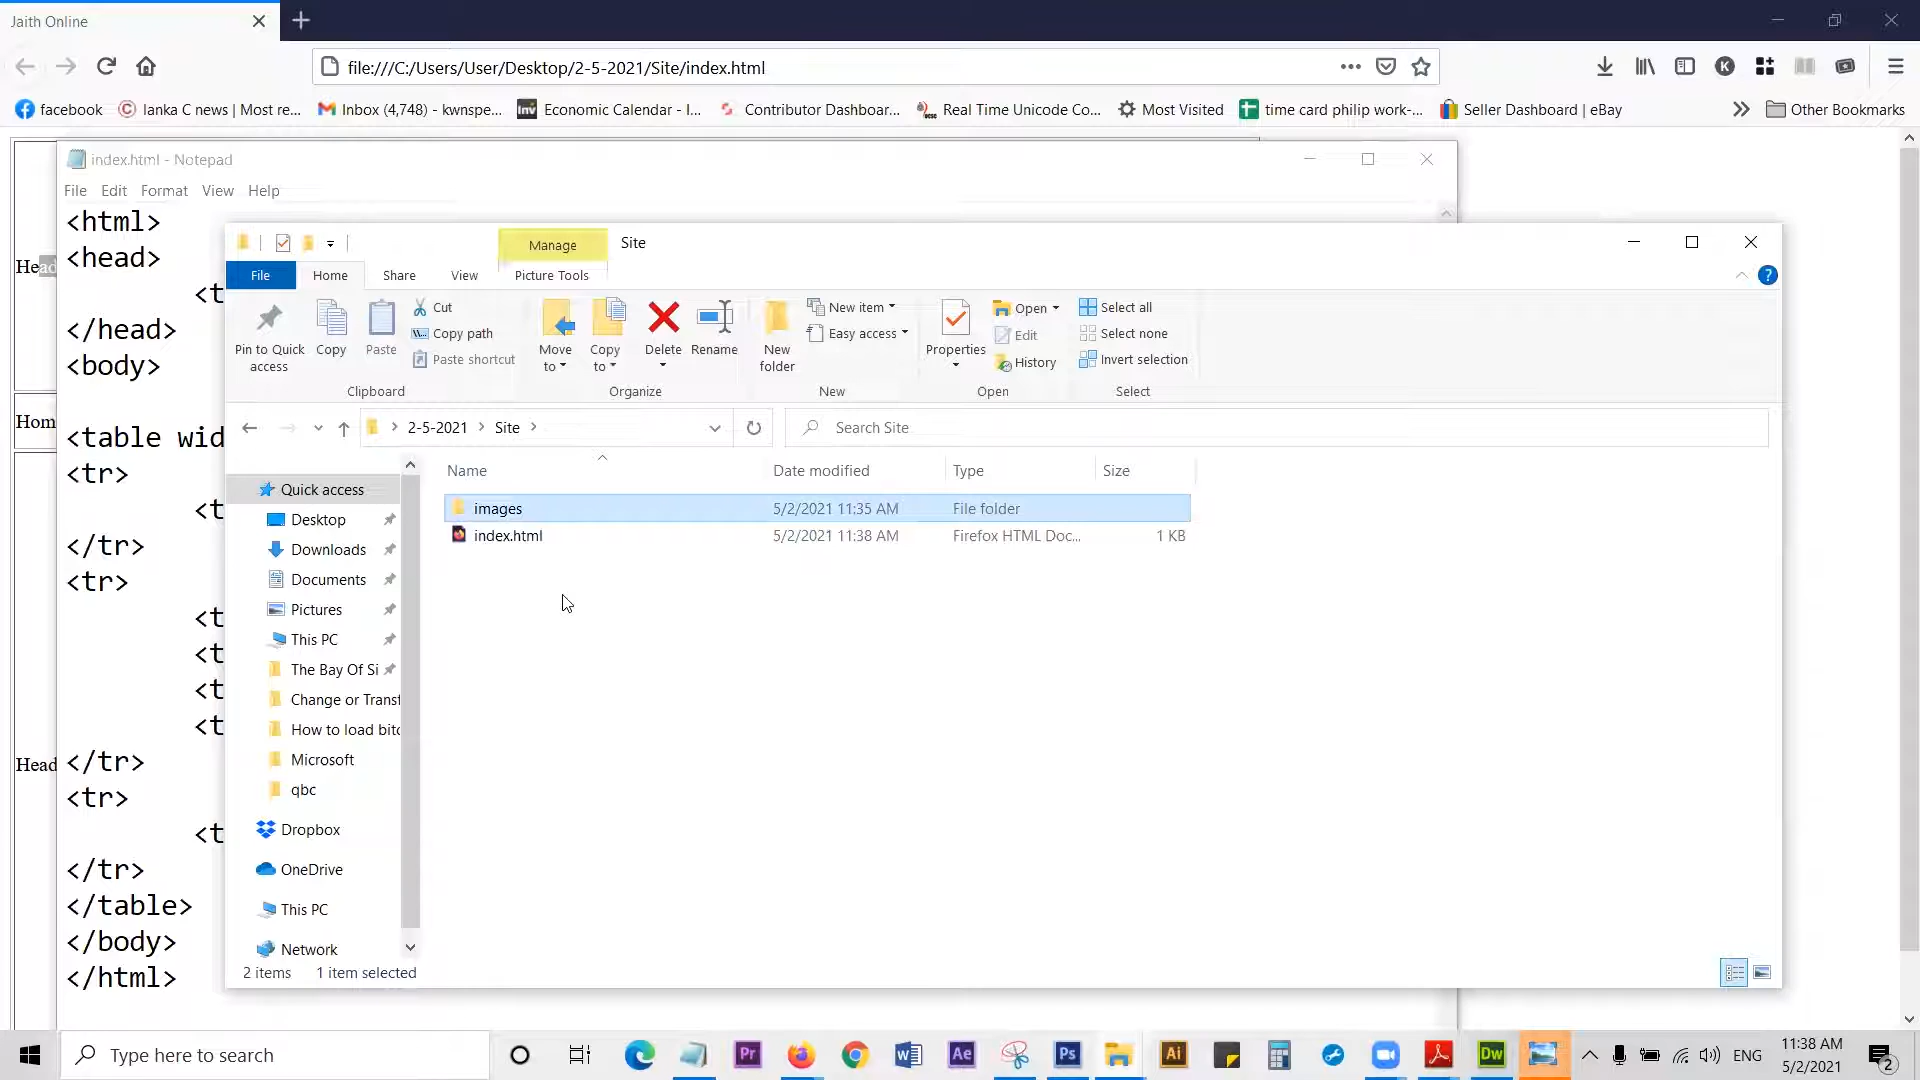 Jaith Online
file:///C:/Users/User/Desktop/2-5-2021/Site/index.html
facebook
lanka C news | Most re...
Inbox (4,748) - kwnspe...
Economic Calendar - I...
Contributor Dashboar...
Real Time Unicode Co...
Most Visited
time card philip work-...
Seller Dashboard | eBay
Other Bookmarks
index.html - Notepad
File Edit Format View Help
<html>
<head>
<t
</head>
<body>
<table wid
<tr>
<t
</tr>
<tr>
<t
<t
<t
<t
</tr>
<tr>
<t
</tr>
</table>
</body>
</html>
Head
Hom
Head
Manage
Site
File Home Share View Picture Tools
Pin to Quick access
Copy
Paste
Cut
Copy path
Paste shortcut
Clipboard
Move to
Copy to
Delete
Rename
Organize
New folder
New item
Easy access
New
Properties
Open
Edit
History
Open
Select all
Select none
Invert selection
Select
2-5-2021 Site
Search Site
Name Date modified Type Size
images 5/2/2021 11:35 AM File folder
index.html 5/2/2021 11:38 AM Firefox HTML Doc... 1 KB
Quick access
Desktop
Downloads
Documents
Pictures
This PC
The Bay Of Si
Change or Transf
How to load bitc
Microsoft
qbc
Dropbox
OneDrive
This PC
Network
2 items 1 item selected
Type here to search
ENG
11:38 AM
5/2/2021
2